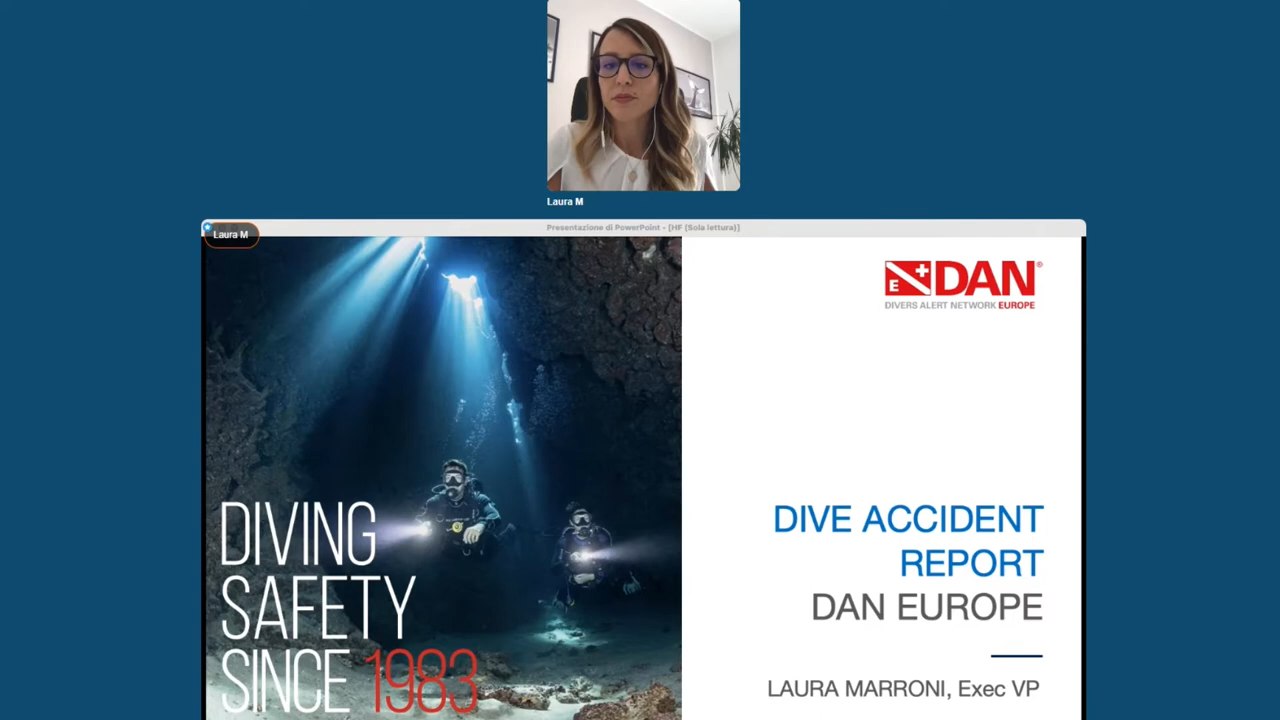 Laura M
Presentazione di PowerPoint - [HF (Sola lettura)]
Laura M
E DAN®
DIVERS ALERT NETWORK EUROPE
DIVING
SAFETY
SINCE 1983
DIVE ACCIDENT
REPORT
DAN EUROPE
LAURA MARRONI, Exec VP